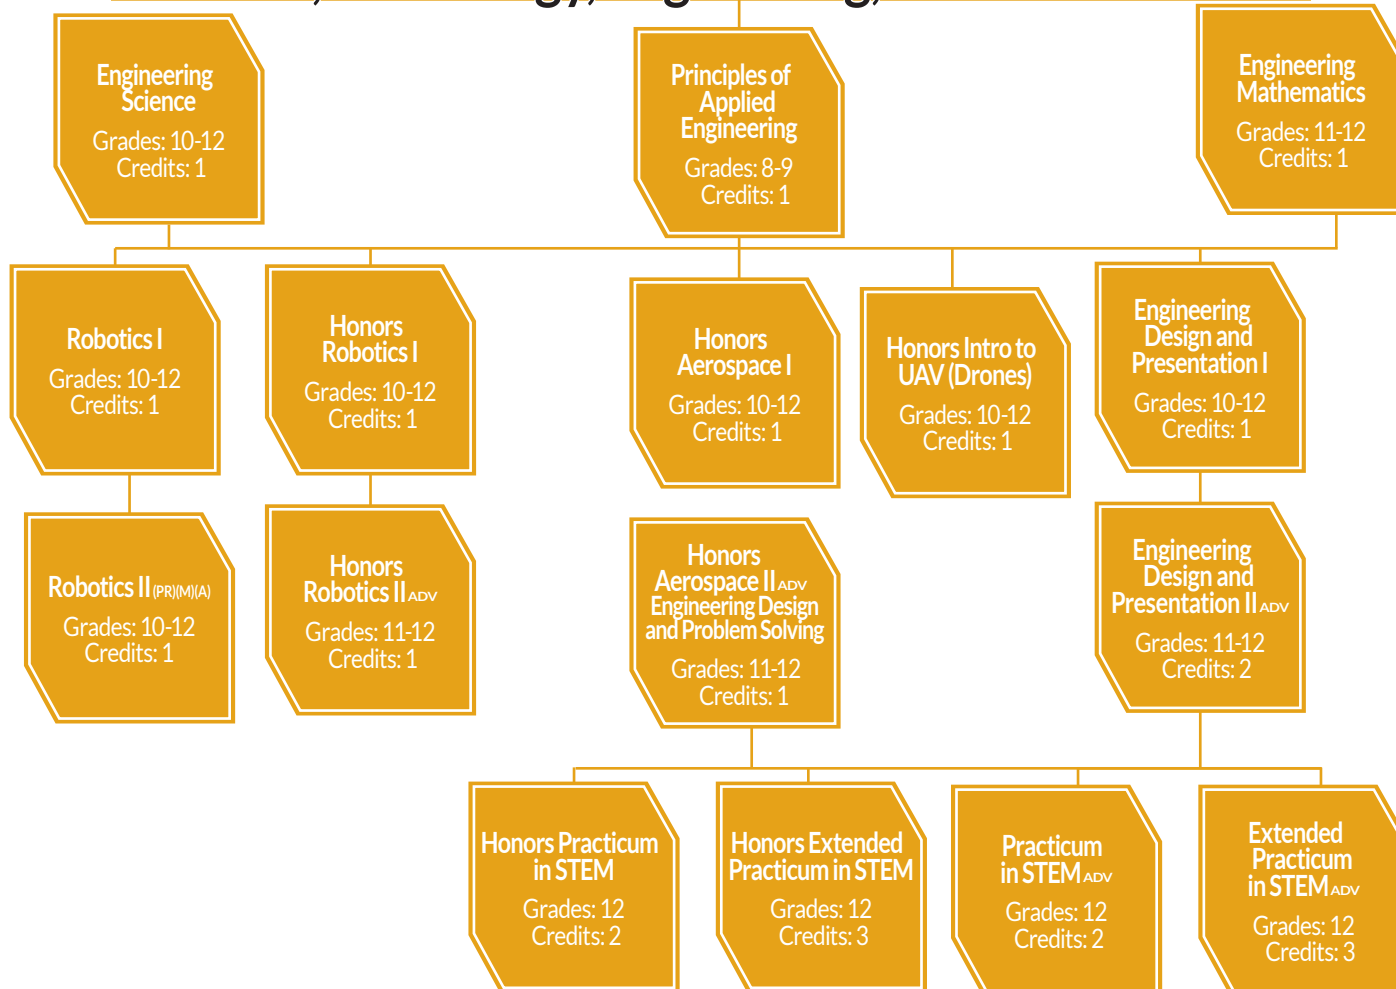 Engineering
Science
Grades: 10-12
Credits: 1
Principles of
Applied
Engineering
Grades: 8-9
Credits: 1
Engineering
Mathematics
Grades: 11-12
Credits: 1
Robotics I
Grades: 10-12
Credits: 1
Honors
Robotics I
Grades: 10-12
Credits: 1
Honors
Aerospace I
Grades: 10-12
Credits: 1
Honors Intro to
UAV (Drones)
Grades: 10-12
Credits: 1
Engineering
Design and
Presentation I
Grades: 10-12
Credits: 1
Robotics II (PR)(M)(A)
Grades: 10-12
Credits: 1
Honors
Robotics II ADV
Grades: 11-12
Credits: 1
Honors
Aerospace II ADV
Engineering Design
and Problem Solving
Grades: 11-12
Credits: 1
Engineering
Design and
Presentation II ADV
Grades: 11-12
Credits: 2
Honors Practicum
in STEM
Grades: 12
Credits: 2
Honors Extended
Practicum in STEM
Grades: 12
Credits: 3
Practicum
in STEM ADV
Grades: 12
Credits: 2
Extended
Practicum
in STEM ADV
Grades: 12
Credits: 3